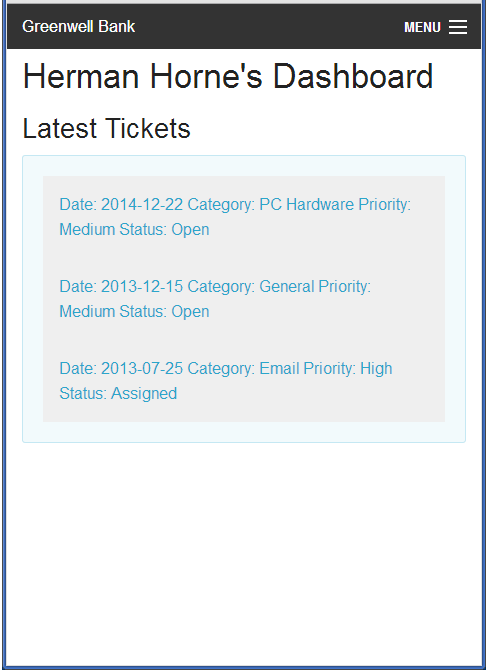 Greenwell Bank MENU
Herman Horne's Dashboard
Latest Tickets
Date: 2014-12-22 Category: PC Hardware Priority:
Medium Status: Open
Date: 2013-12-15 Category: General Priority:
Medium Status: Open
Date: 2013-07-25 Category: Email Priority: High
Status: Assigned